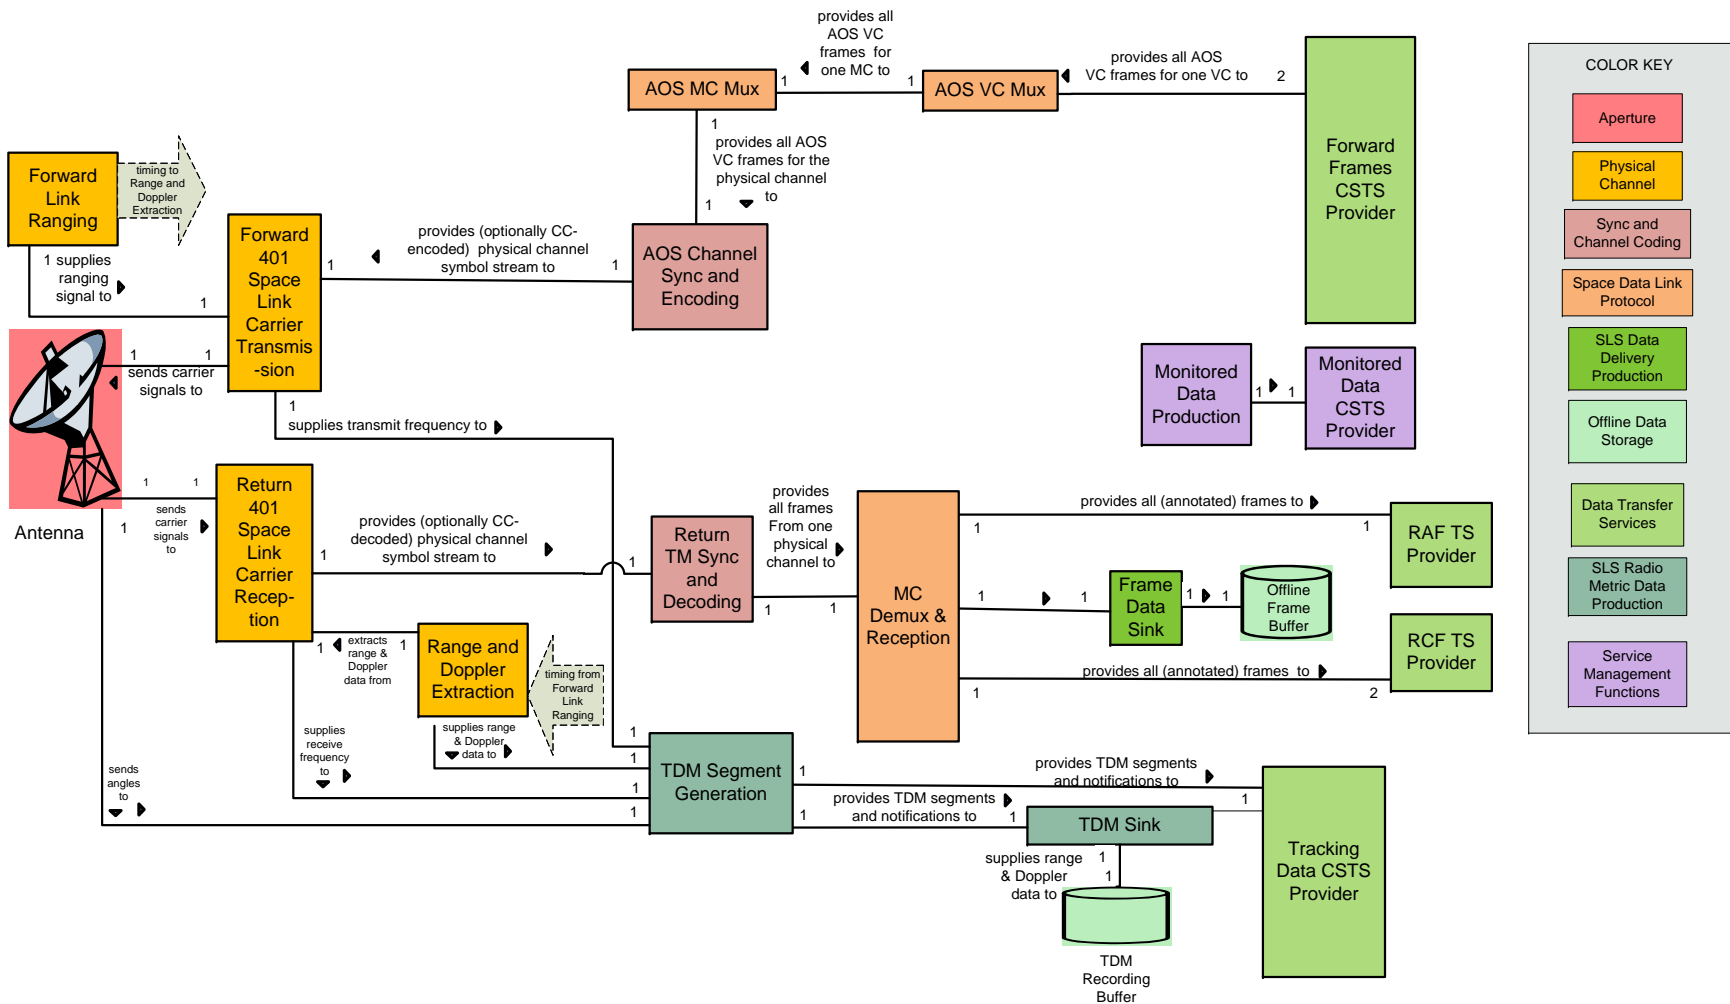 provides all
AOS VC
frames for
one MC to
provides all AOS
VC frames for one VC to
2
AOS MC Mux
1
1
AOS VC Mux
Forward
Frames
CSTS
Provider
1
provides all AOS
VC frames for the
physical channel
to
1
Forward
Link
Ranging
timing to
Range and
Doppler
Extraction
1 supplies
ranging
signal to
1
Forward
401
Space
Link
Carrier
Transmis
-sion
provides (optionally CC-
encoded) physical channel
symbol stream to
1
1
AOS Channel
Sync and
Encoding
1
1
sends carrier
signals to
1
supplies transmit frequency to
Monitored
Data
Production
1
1
Monitored
Data
CSTS
Provider
Antenna
1
1
sends
carrier
signals
to
1
Return
401
Space
Link
Carrier
Recep-
tion
provides (optionally CC-
decoded) physical channel
symbol stream to
1
1
Return
TM Sync
and
Decoding
provides
all frames
From one
physical
channel to
1
1
MC
Demux &
Reception
provides all (annotated) frames to
1
1
RAF TS
Provider
1
1
Frame
Data
Sink
1
1
Offline
Frame
Buffer
provides all (annotated) frames to
1
2
RCF TS
Provider
1
extracts
range &
Doppler
data from
1
Range and
Doppler
Extraction
timing from
Forward
Link
Ranging
supplies range
& Doppler
data to
1
1
supplies
receive
frequency
to
1
sends
angles
to
1
TDM Segment
Generation
1
provides TDM segments
and notifications to
1
1
provides TDM segments
and notifications to
1
TDM Sink
supplies range
& Doppler
data to
1
1
TDM
Recording
Buffer
Tracking
Data CSTS
Provider
COLOR KEY
Aperture
Physical
Channel
Sync and
Channel Coding
Space Data Link
Protocol
SLS Data
Delivery
Production
Offline Data
Storage
Data Transfer
Services
SLS Radio
Metric Data
Production
Service
Management
Functions